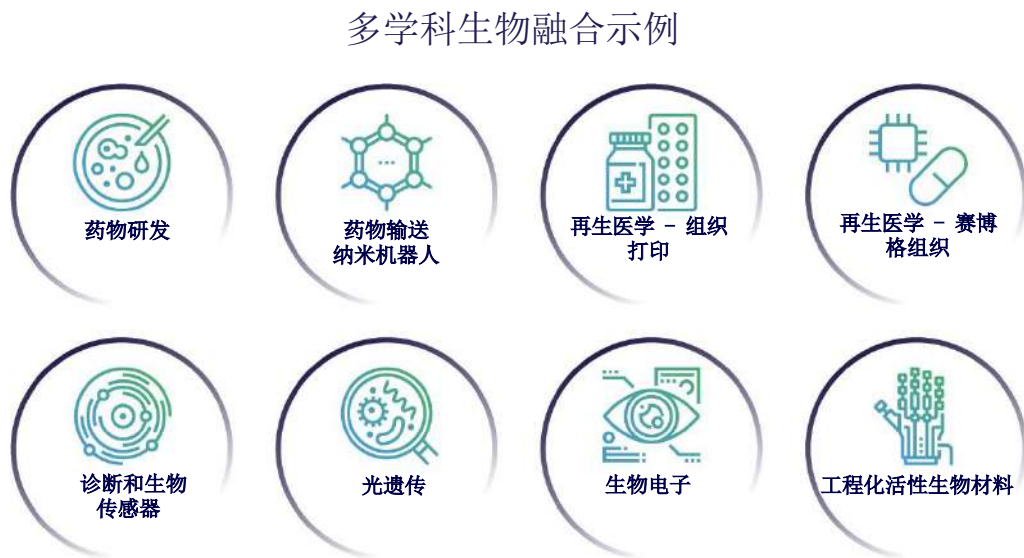 多学科生物融合示例
药物研发
药物输送
纳米机器人
再生医学 - 组织
打印
再生医学 - 赛博
格组织
诊断和生物
传感器
光遗传
生物电子
工程化活性生物材料